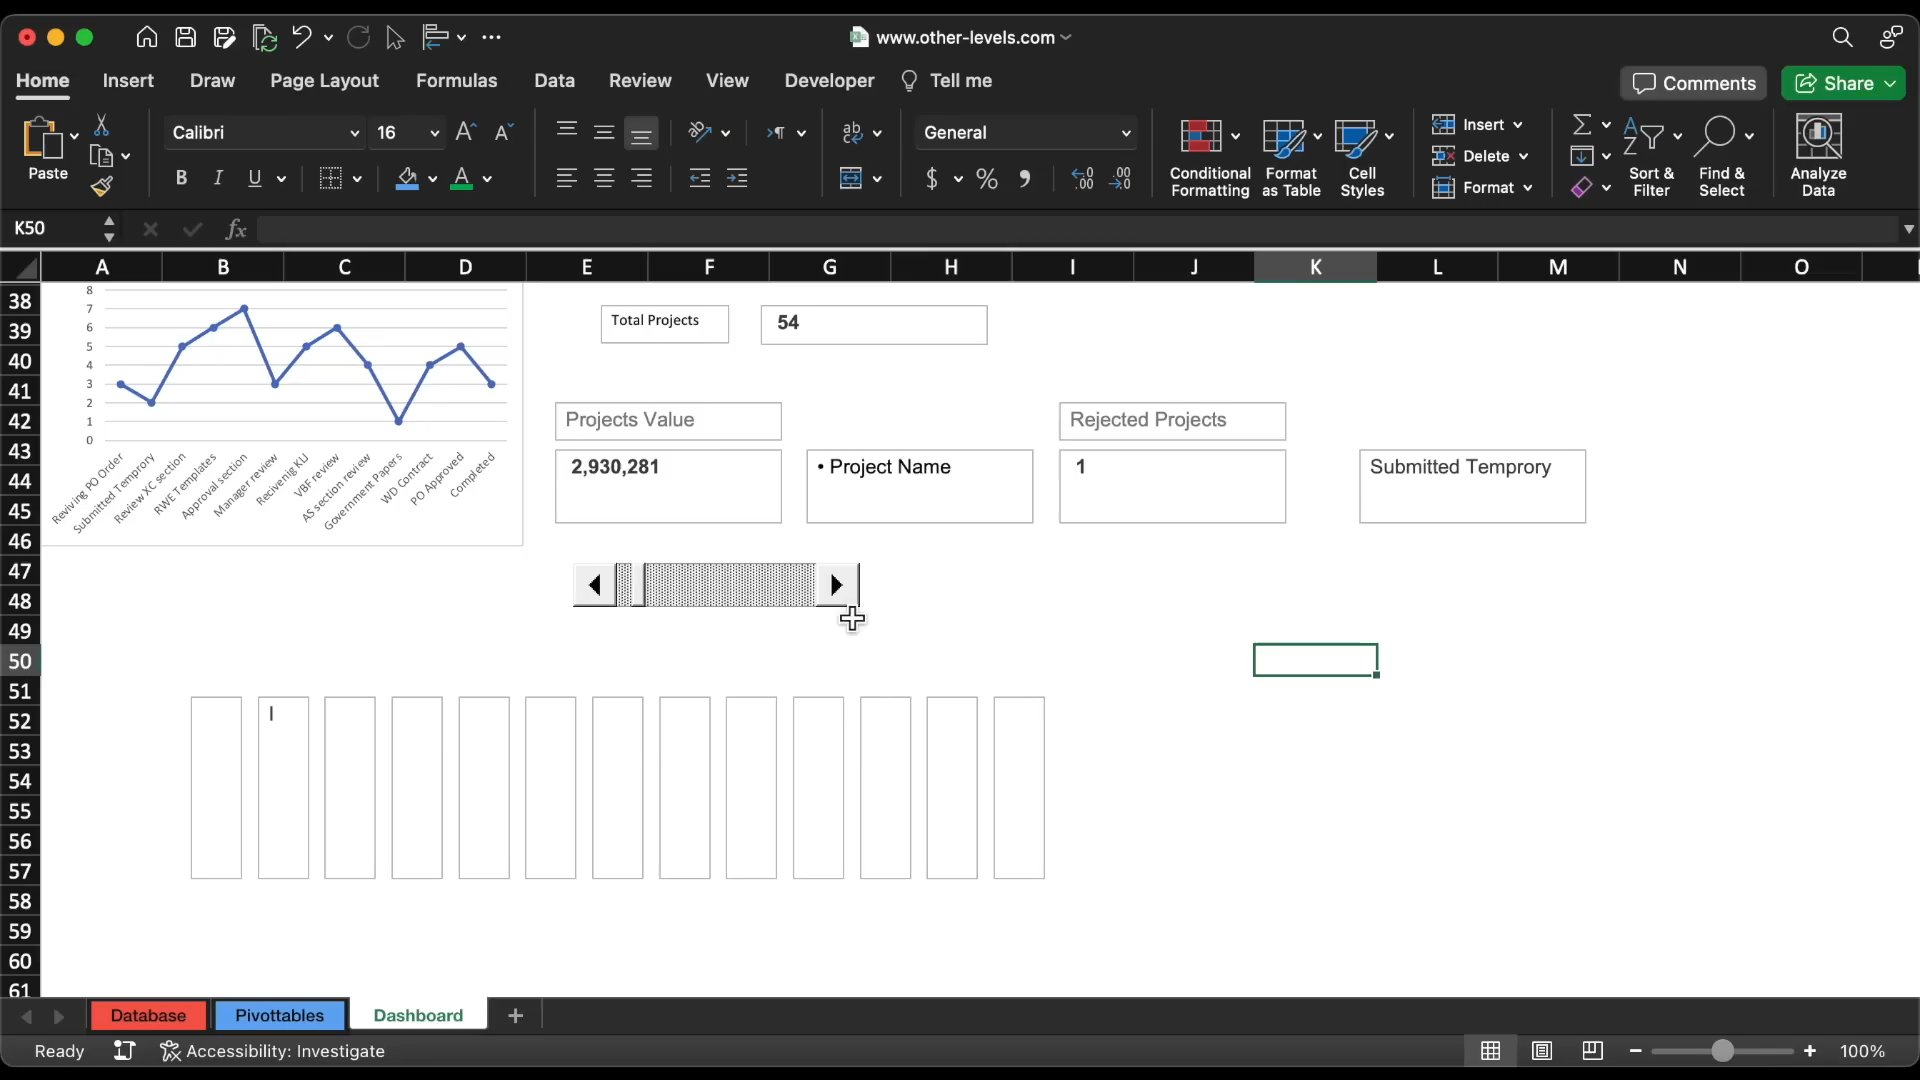 www.other-levels.com
Home Insert Draw Page Layout Formulas Data Review View Developer Tell me Comments Share
Paste
Calibri 16
B I U
ab
General
$ % ,
Conditional Formatting
Format as Table
Cell Styles
Insert
Delete
Format
Sort & Filter
Find & Select
Analyze Data
K50 fx
A B C D E F G H I J K L M N O
38
39
40
41
42
43
44
45
46
47
48
49
50
51
52
53
54
55
56
57
58
59
60
61
8
7
6
5
4
3
2
1
0
Reviving PO Order
Submitted Temprory
Review XC section
RWE Templates
Approval section
Manager review
Recivenig KU
VBF review
AS section review
Government Papers
WD Contract
PO Approved
Completed
Total Projects 54
Projects Value Rejected Projects
2,930,281 • Project Name 1 Submitted Temprory
I
Database Pivottables Dashboard +
Ready Accessibility: Investigate 100%